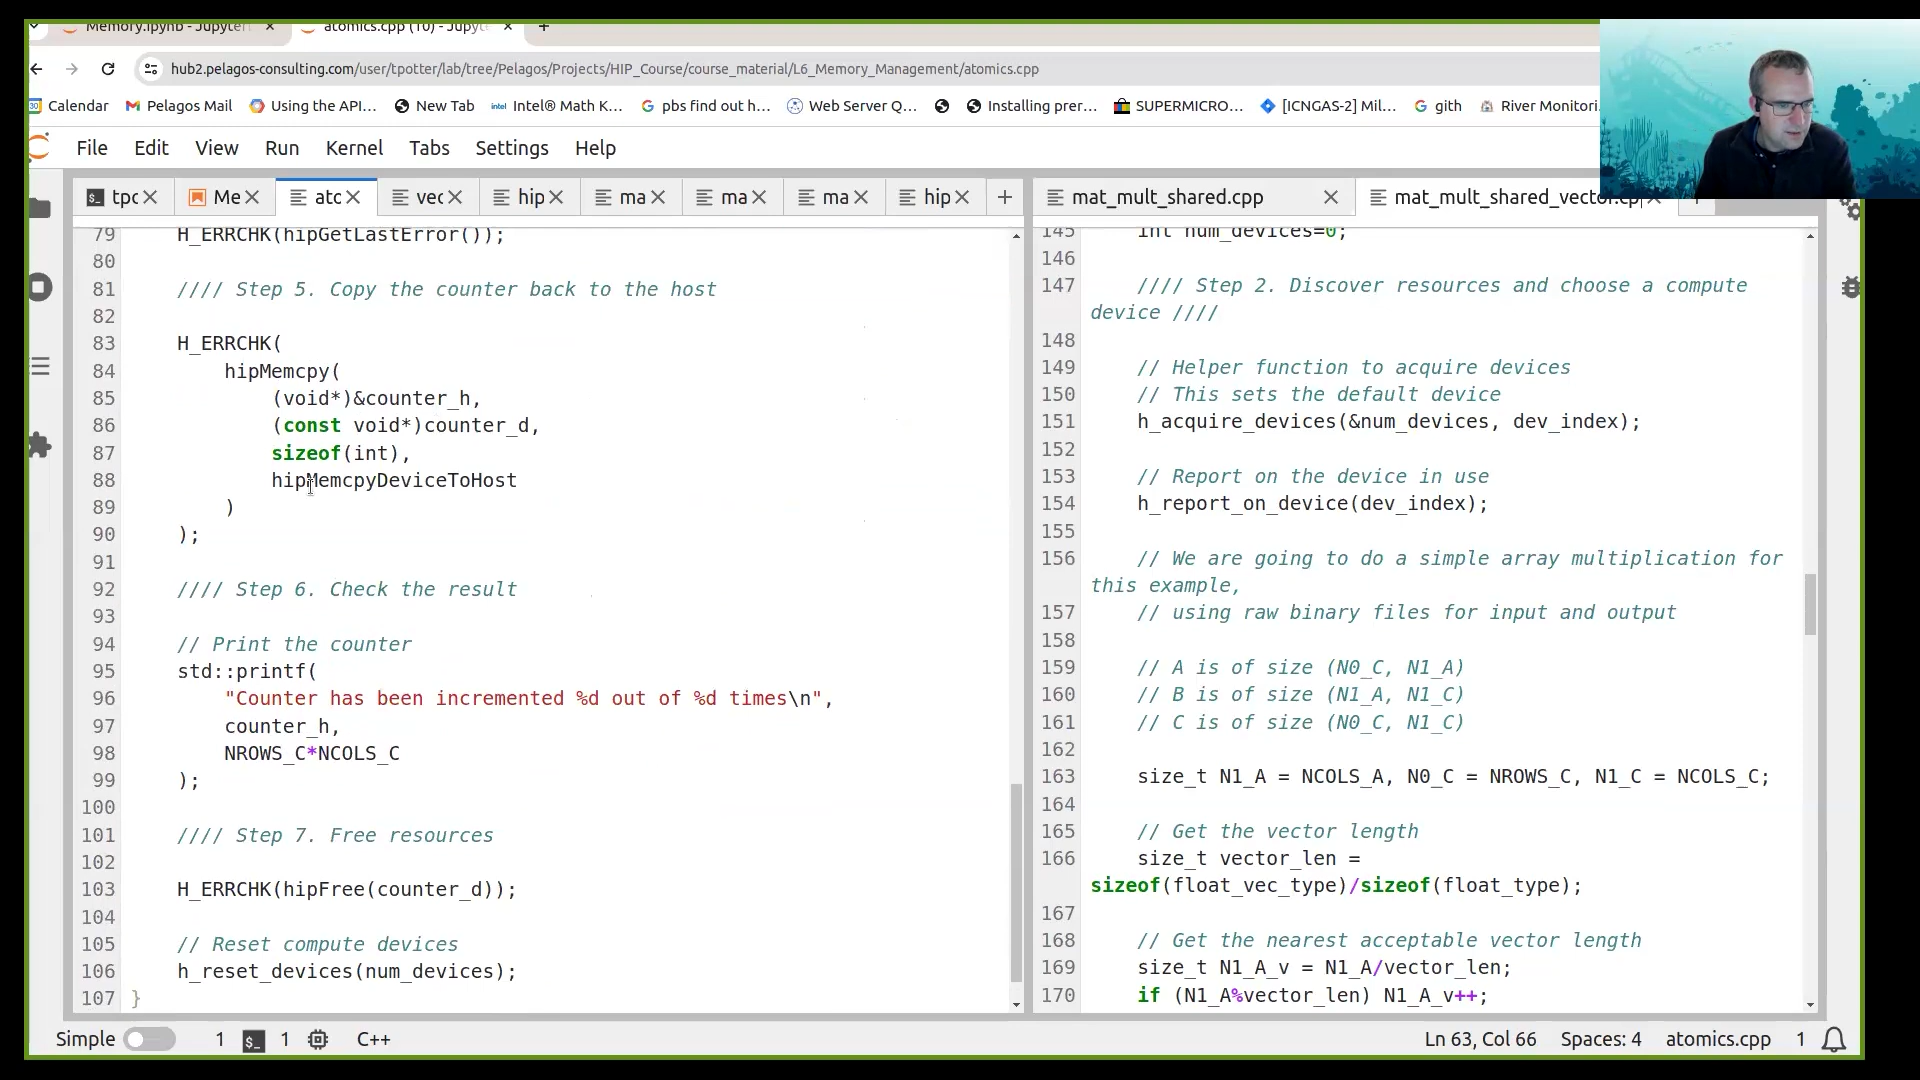 Memory.ipynb - Jupyter
atomics.cpp (10) - Jupyt
hub2.pelagos-consulting.com/user/tpotter/lab/tree/Pelagos/Projects/HIP_Course/course_material/L6_Memory_Management/atomics.cpp
Calendar Pelagos Mail Using the API... New Tab intel Intel® Math K... pbs find out h... Web Server Q... Installing prer... SUPERMICRO... [ICNGAS-2] Mil... gith River Monitori
File Edit View Run Kernel Tabs Settings Help
tpc Me atc vec hip ma ma ma hip
79 H_ERRCHK(hipGetLastError());
80
81 //// Step 5. Copy the counter back to the host
82
83 H_ERRCHK(
84 hipMemcpy(
85 (void*)&counter_h,
86 (const void*)counter_d,
87 sizeof(int),
88 hipMemcpyDeviceToHost
89 )
90 );
91
92 //// Step 6. Check the result
93
94 // Print the counter
95 std::printf(
96 "Counter has been incremented %d out of %d times\n",
97 counter_h,
98 NROWS_C*NCOLS_C
99 );
100
101 //// Step 7. Free resources
102
103 H_ERRCHK(hipFree(counter_d));
104
105 // Reset compute devices
106 h_reset_devices(num_devices);
107 }
mat_mult_shared.cpp mat_mult_shared_vector.cp
145 int num_devices=0;
146
147 //// Step 2. Discover resources and choose a compute
device ////
148
149 // Helper function to acquire devices
150 // This sets the default device
151 h_acquire_devices(&num_devices, dev_index);
152
153 // Report on the device in use
154 h_report_on_device(dev_index);
155
156 // We are going to do a simple array multiplication for
this example,
157 // using raw binary files for input and output
158
159 // A is of size (N0_C, N1_A)
160 // B is of size (N1_A, N1_C)
161 // C is of size (N0_C, N1_C)
162
163 size_t N1_A = NCOLS_A, N0_C = NROWS_C, N1_C = NCOLS_C;
164
165 // Get the vector length
166 size_t vector_len =
sizeof(float_vec_type)/sizeof(float_type);
167
168 // Get the nearest acceptable vector length
169 size_t N1_A_v = N1_A/vector_len;
170 if (N1_A%vector_len) N1_A_v++;
Simple 1 1 C++ Ln 63, Col 66 Spaces: 4 atomics.cpp 1